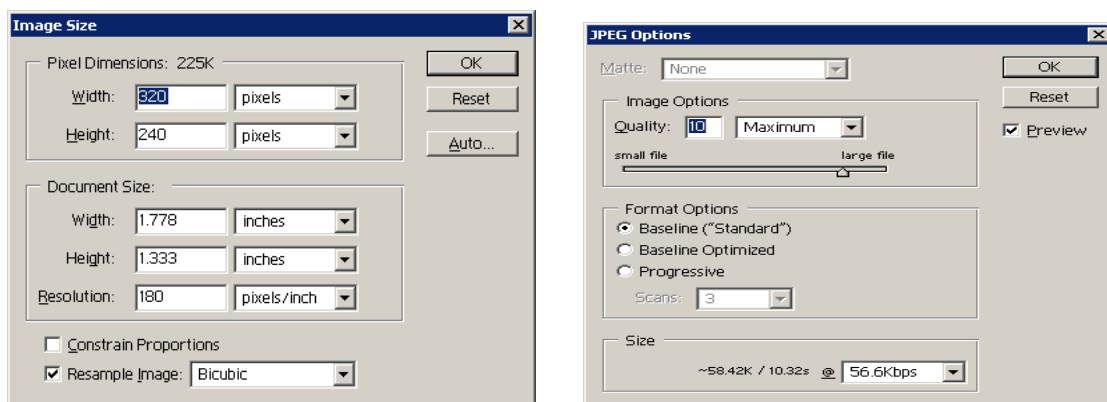 Image Size
Pixel Dimensions: 225K
Width: 320 pixels
Height: 240 pixels
OK
Reset
Auto...
Document Size:
Width: 1.778 inches
Height: 1.333 inches
Resolution: 180 pixels/inch
Constrain Proportions
Resample Image: Bicubic
JPEG Options
Matte: None
OK
Reset
Preview
Image Options
Quality: 10 Maximum
small file large file
Format Options
Baseline ("Standard")
Baseline Optimized
Progressive
Scans: 3
Size
~58.42K / 10.32s @ 56.6Kbps